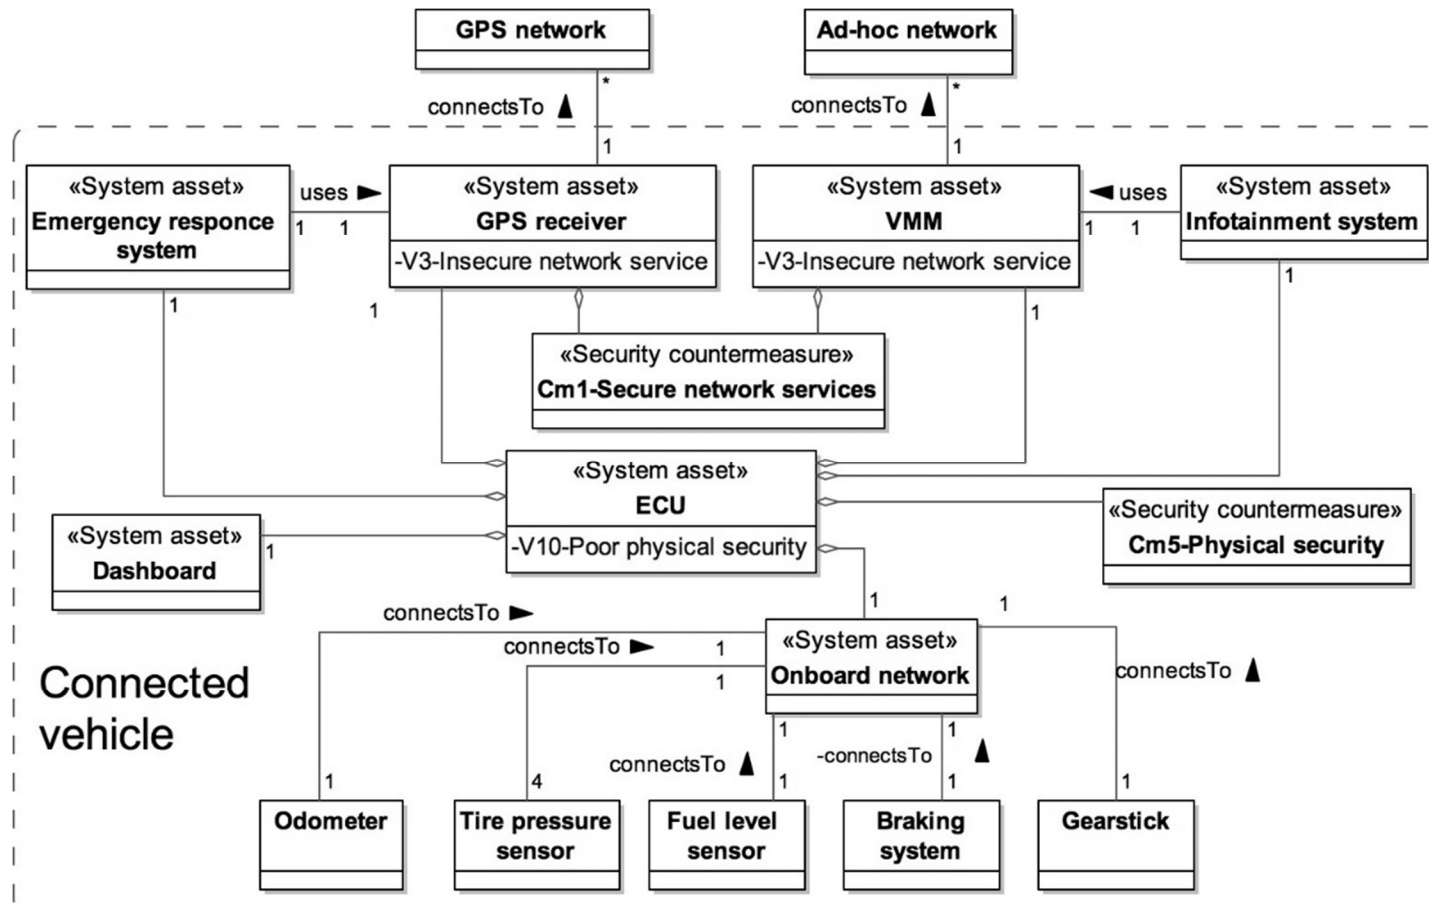 GPS network
Ad-hoc network
*
*
connectsTo
connectsTo
1
1
«System asset»
Emergency responce
system
uses
1
1
«System asset»
GPS receiver
-V3-Insecure network service
«System asset»
VMM
-V3-Insecure network service
uses
1
1
«System asset»
Infotainment system
1
1
1
1
«Security countermeasure»
Cm1-Secure network services
«System asset»
ECU
-V10-Poor physical security
«System asset»
Dashboard
1
«Security countermeasure»
Cm5-Physical security
1
1
connectsTo
connectsTo
1
1
«System asset»
Onboard network
connectsTo
Connected
vehicle
1
1
connectsTo
-connectsTo
1
4
1
1
1
Odometer
Tire pressure
sensor
Fuel level
sensor
Braking
system
Gearstick